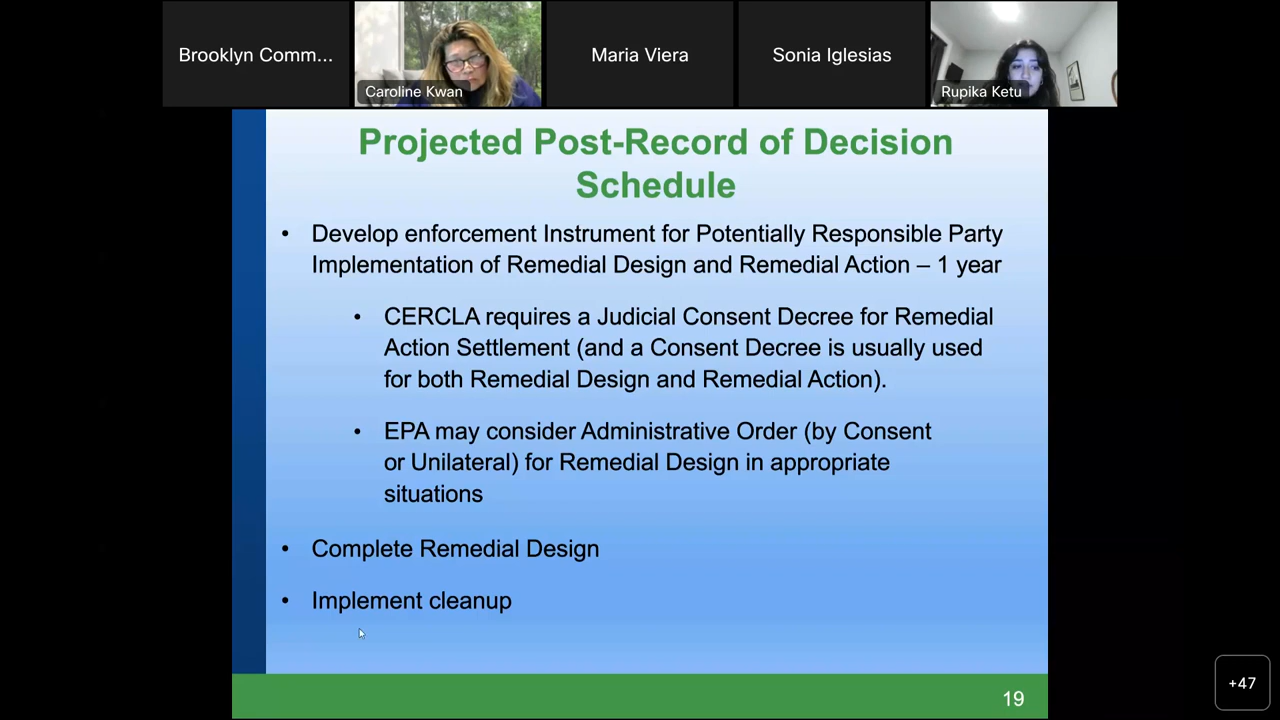 Brooklyn Comm...
Caroline Kwan
Maria Viera
Sonia Iglesias
Rupika Ketu
Projected Post-Record of Decision
Schedule
• Develop enforcement Instrument for Potentially Responsible Party
Implementation of Remedial Design and Remedial Action – 1 year
• CERCLA requires a Judicial Consent Decree for Remedial
Action Settlement (and a Consent Decree is usually used
for both Remedial Design and Remedial Action).
• EPA may consider Administrative Order (by Consent
or Unilateral) for Remedial Design in appropriate
situations
• Complete Remedial Design
• Implement cleanup
19
+47